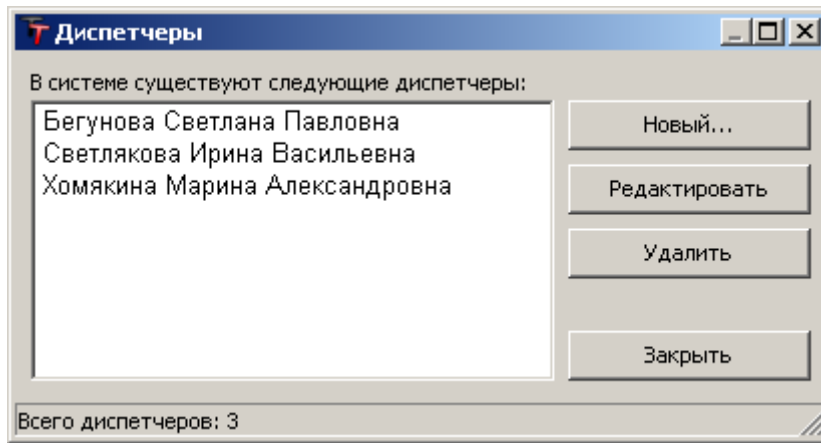 Диспетчеры
В системе существуют следующие диспетчеры:
Бегунова Светлана Павловна
Светлякова Ирина Васильевна
Хомякина Марина Александровна
Новый...
Редактировать
Удалить
Закрыть
Всего диспетчеров: 3